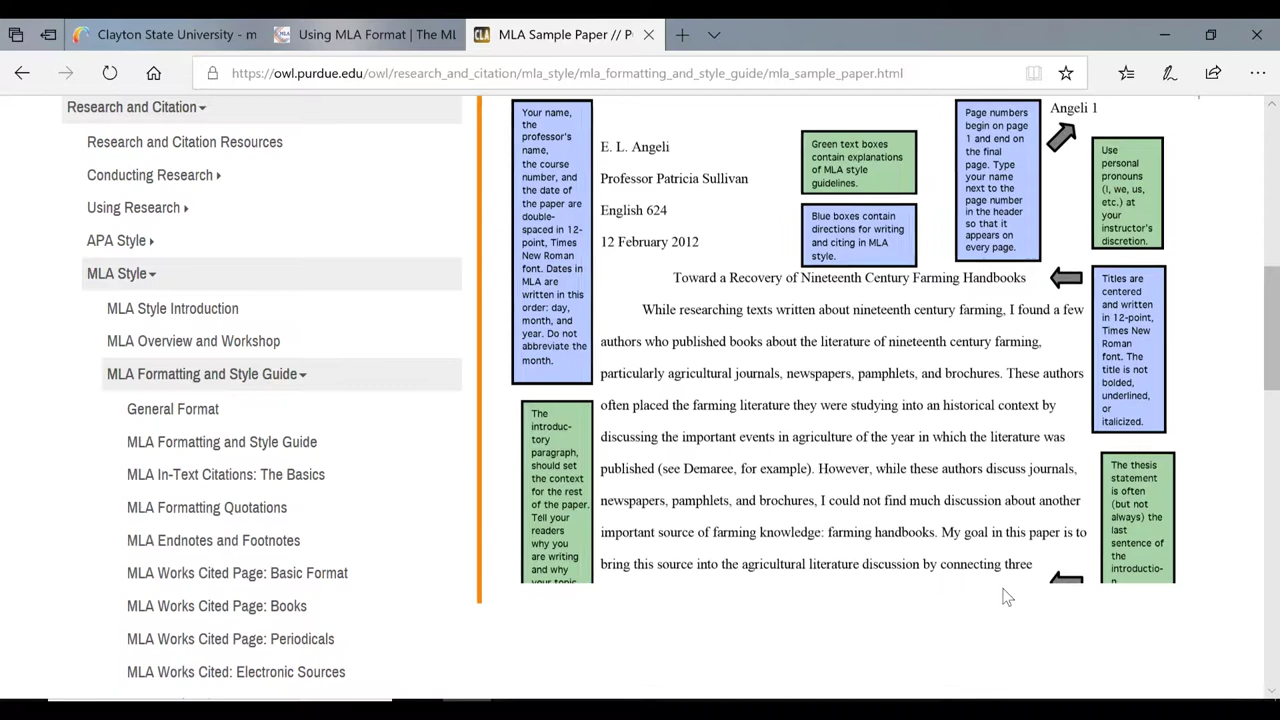 Clayton State University - m
Using MLA Format | The ML
CLA
MLA Sample Paper // P
https://owl.purdue.edu/owl/research_and_citation/mla_style/mla_formatting_and_style_guide/mla_sample_paper.html
Research and Citation
Research and Citation Resources
Conducting Research
Using Research
APA Style
MLA Style
MLA Style Introduction
MLA Overview and Workshop
MLA Formatting and Style Guide
General Format
MLA Formatting and Style Guide
MLA In-Text Citations: The Basics
MLA Formatting Quotations
MLA Endnotes and Footnotes
MLA Works Cited Page: Basic Format
MLA Works Cited Page: Books
MLA Works Cited Page: Periodicals
MLA Works Cited: Electronic Sources
Your name,
the
professor's
name,
the course
number, and
the date of
the paper are
double-
spaced in 12-
point, Times
New Roman
font. Dates in
MLA are
written in this
order: day,
month, and
year. Do not
abbreviate the
month.
The
introduc-
tory
paragraph,
should set
the context
for the rest
of the paper.
Tell your
readers
why you
are writing
and why
your topic
Angeli 1
E. L. Angeli
Professor Patricia Sullivan
English 624
12 February 2012
Green text boxes
contain explanations
of MLA style
guidelines.
Blue boxes contain
directions for writing
and citing in MLA
style.
Page numbers
begin on page
1 and end on
the final
page. Type
your name
next to the
page number
in the header
so that it
appears on
every page.
Use
personal
pronouns
(I, we, us,
etc.) at
your
instructor's
discretion.
Toward a Recovery of Nineteenth Century Farming Handbooks
While researching texts written about nineteenth century farming, I found a few
authors who published books about the literature of nineteenth century farming,
particularly agricultural journals, newspapers, pamphlets, and brochures. These authors
often placed the farming literature they were studying into an historical context by
discussing the important events in agriculture of the year in which the literature was
published (see Demaree, for example). However, while these authors discuss journals,
newspapers, pamphlets, and brochures, I could not find much discussion about another
important source of farming knowledge: farming handbooks. My goal in this paper is to
bring this source into the agricultural literature discussion by connecting three
Titles are
centered
and written
in 12-point,
Times New
Roman
font. The
title is not
bolded,
underlined,
or
italicized.
The thesis
statement
is often
(but not
always) the
last
sentence of
the
introductio-
n